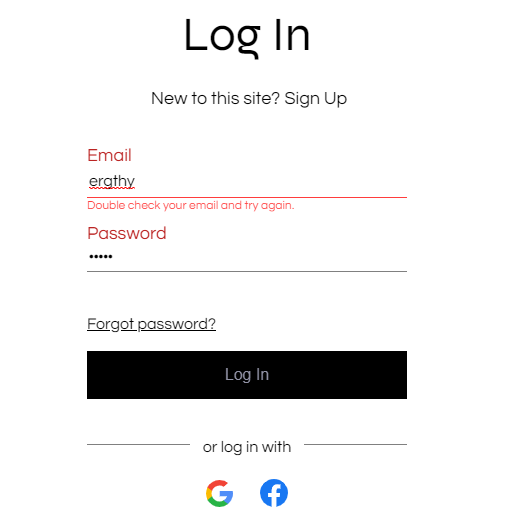 Log In
New to this site? Sign Up
Email
ergthy
Double check your email and try again.
Password
•••••
Forgot password?
Log In
or log in with